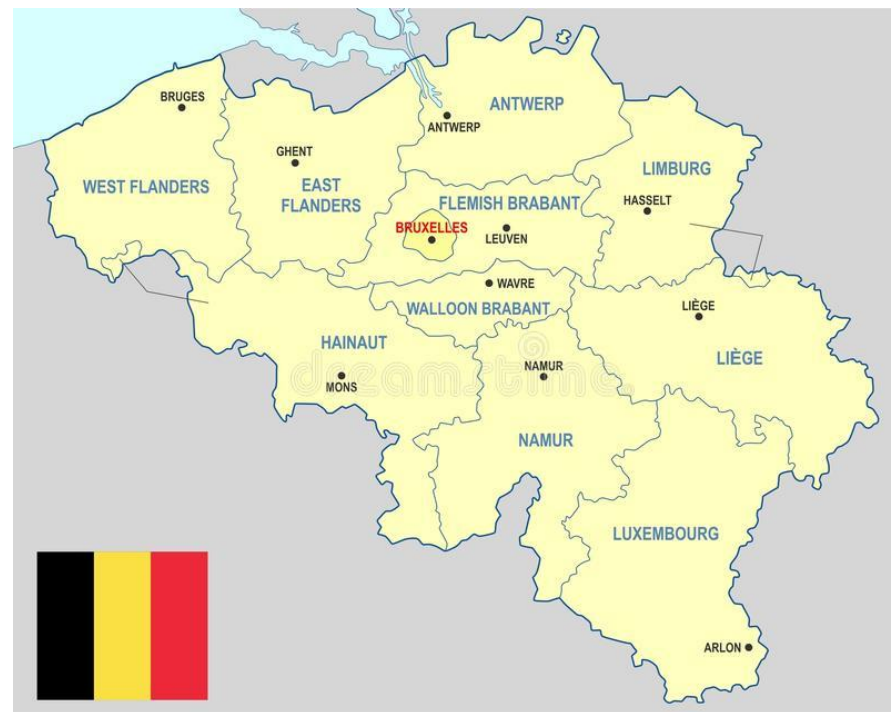 BRUGES
ANTWERP
ANTWERP
GHENT
LIMBURG
WEST FLANDERS
EAST
FLANDERS
FLEMISH BRABANT
HASSELT
BRUXELLES
LEUVEN
WAVRE
WALLOON BRABANT
LIÈGE
HAINAUT
LIÈGE
NAMUR
MONS
dreamstime.
NAMUR
LUXEMBOURG
ARLON